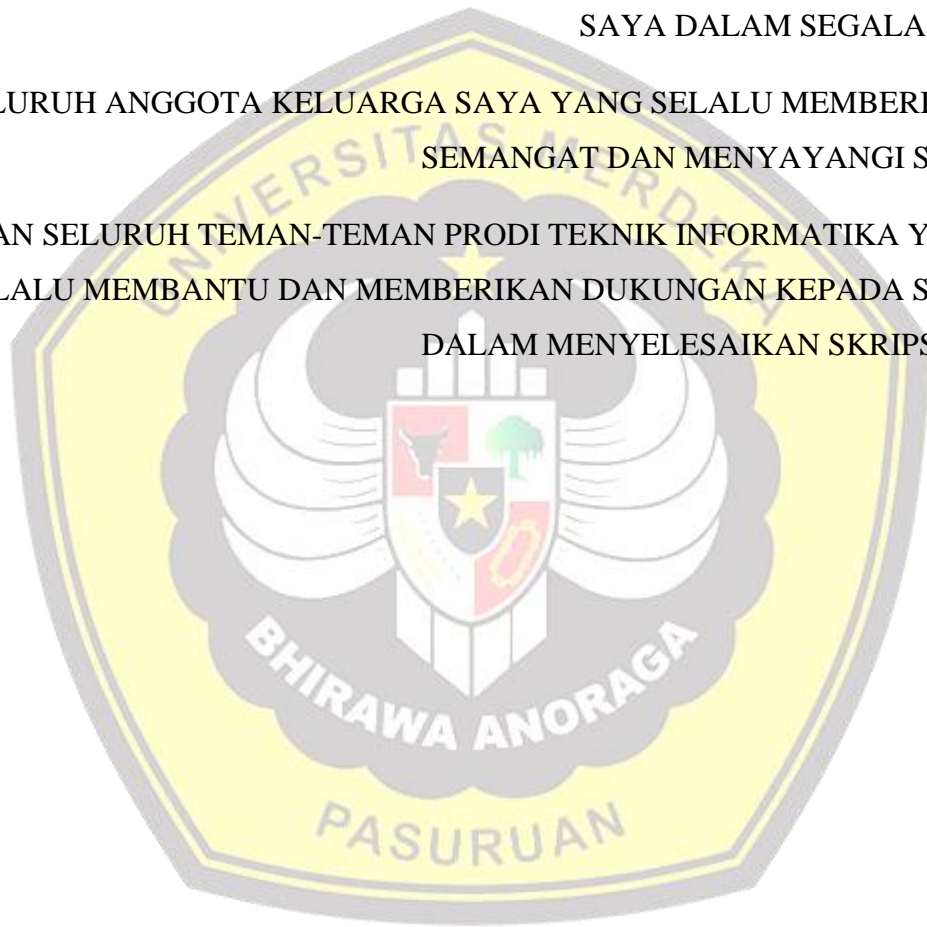 SAYA DALAM SEGALA
LURUH ANGGOTA KELUARGA SAYA YANG SELALU MEMBERI
SEMANGAT DAN MENYAYANGI S
AN SELURUH TEMAN-TEMAN PRODI TEKNIK INFORMATIKA Y
LALU MEMBANTU DAN MEMBERIKAN DUKUNGAN KEPADA S
DALAM MENYELESAIKAN SKRIPS
UNIVERSITAS MERDEKA
BHIRAWA ANORAGA
PASURUAN